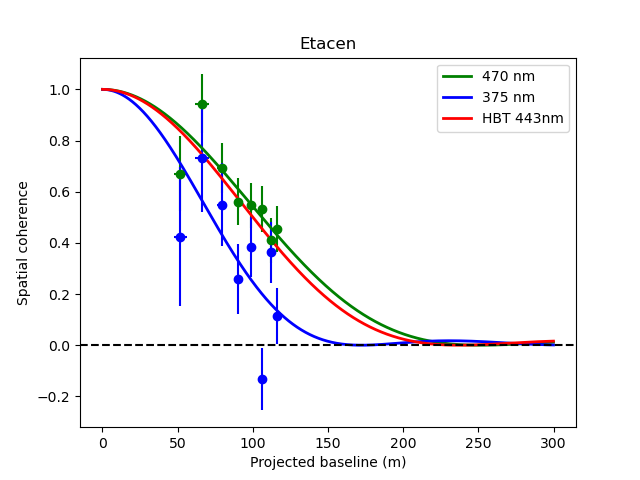 Etacen
470 nm
375 nm
HBT 443nm
1.0
0.8
0.6
0.4
0.2
0.0
−0.2
Spatial coherence
0 50 100 150 200 250 300
Projected baseline (m)